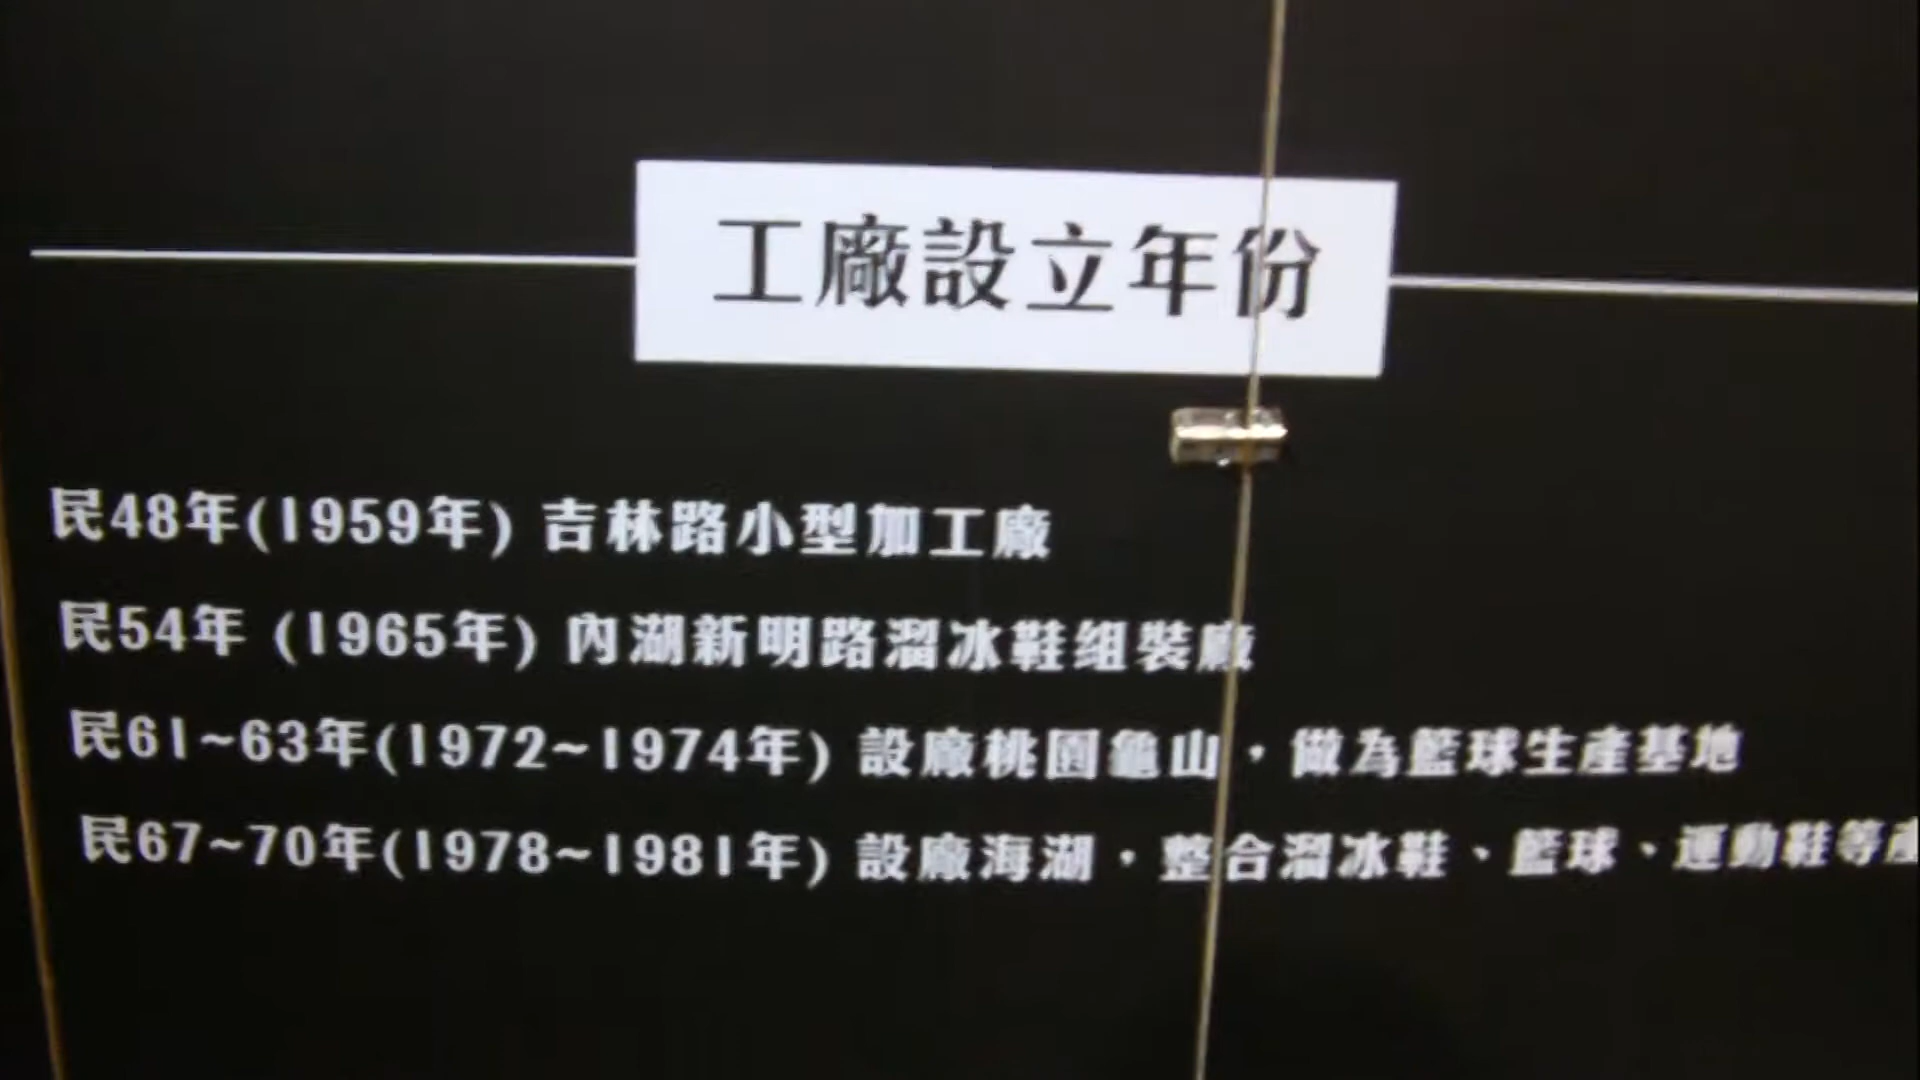 工廠設立年份
民48年(1959年) 吉林路小型加工廠
民54年 (1965年) 內湖新明路溜冰鞋組裝廠
民61~63年(1972~1974年) 設廠桃園龜山，做為籃球生產基地
民67~70年(1978~1981年) 設廠海湖，整合溜冰鞋、籃球、運動鞋等產